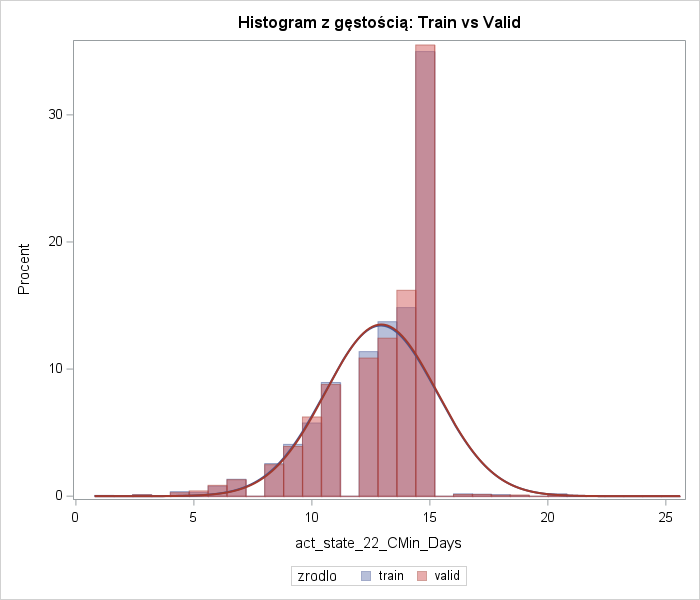 Histogram z gęstością: Train vs Valid
30
20
10
0
Procent
0 5 10 15 20 25
act_state_22_CMin_Days
zrodlo train valid